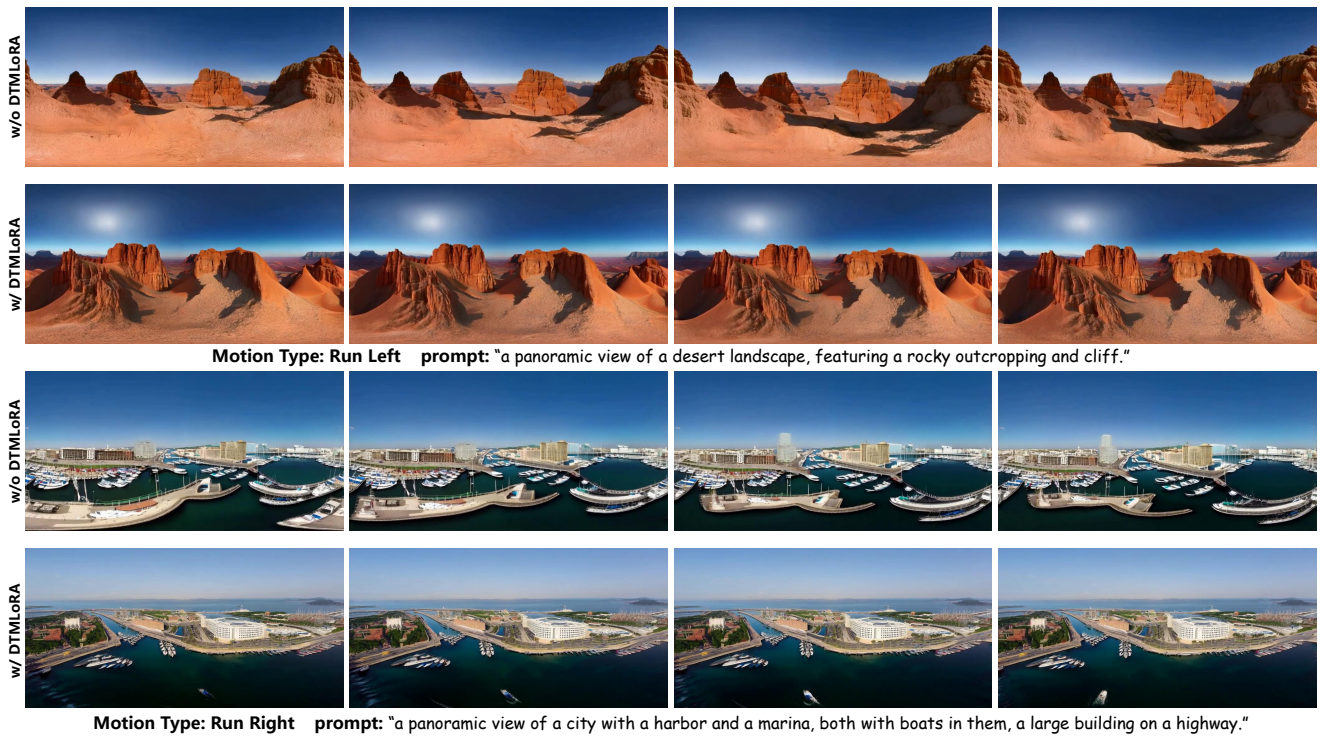 w/o DTMLoRA
w/ DTMLoRA
Motion Type: Run Left prompt: “a panoramic view of a desert landscape, featuring a rocky outcropping and cliff.”
w/o DTMLoRA
w/ DTMLoRA
Motion Type: Run Right prompt: “a panoramic view of a city with a harbor and a marina, both with boats in them, a large building on a highway.”